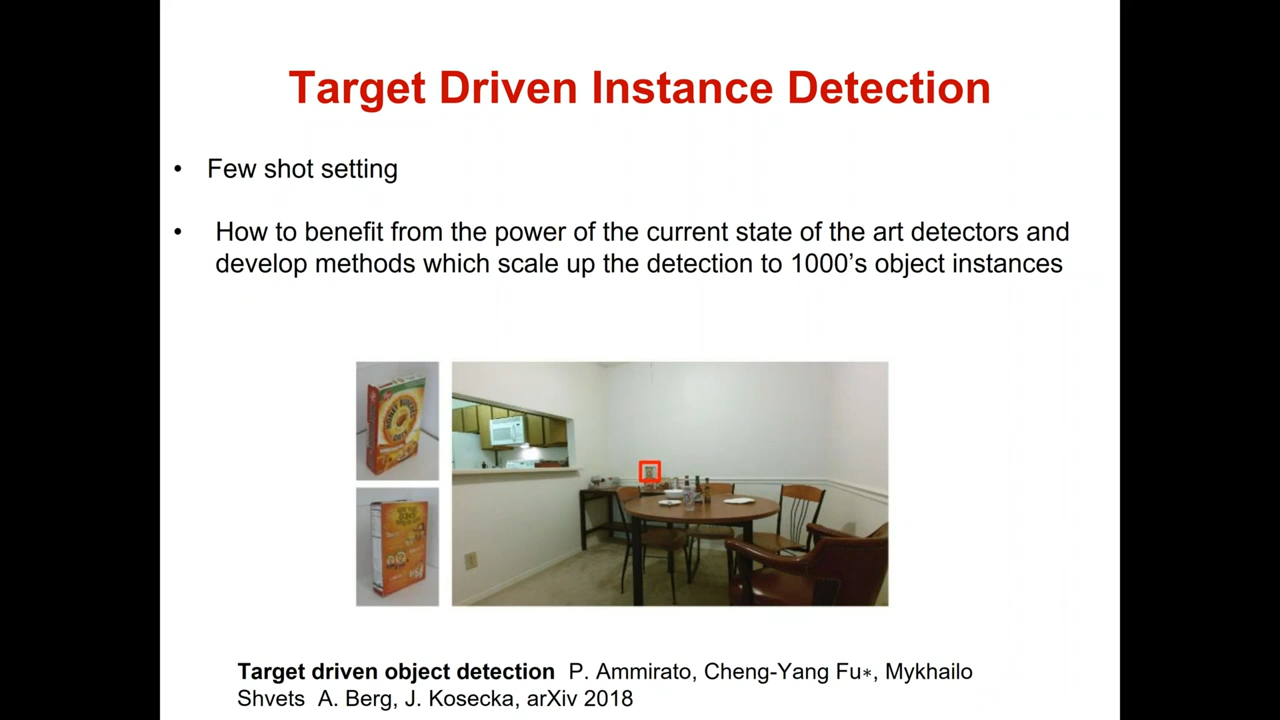 Target Driven Instance Detection
• Few shot setting
• How to benefit from the power of the current state of the art detectors and
develop methods which scale up the detection to 1000's object instances
Target driven object detection P. Ammirato, Cheng-Yang Fu*, Mykhailo
Shvets A. Berg, J. Kosecka, arXiv 2018